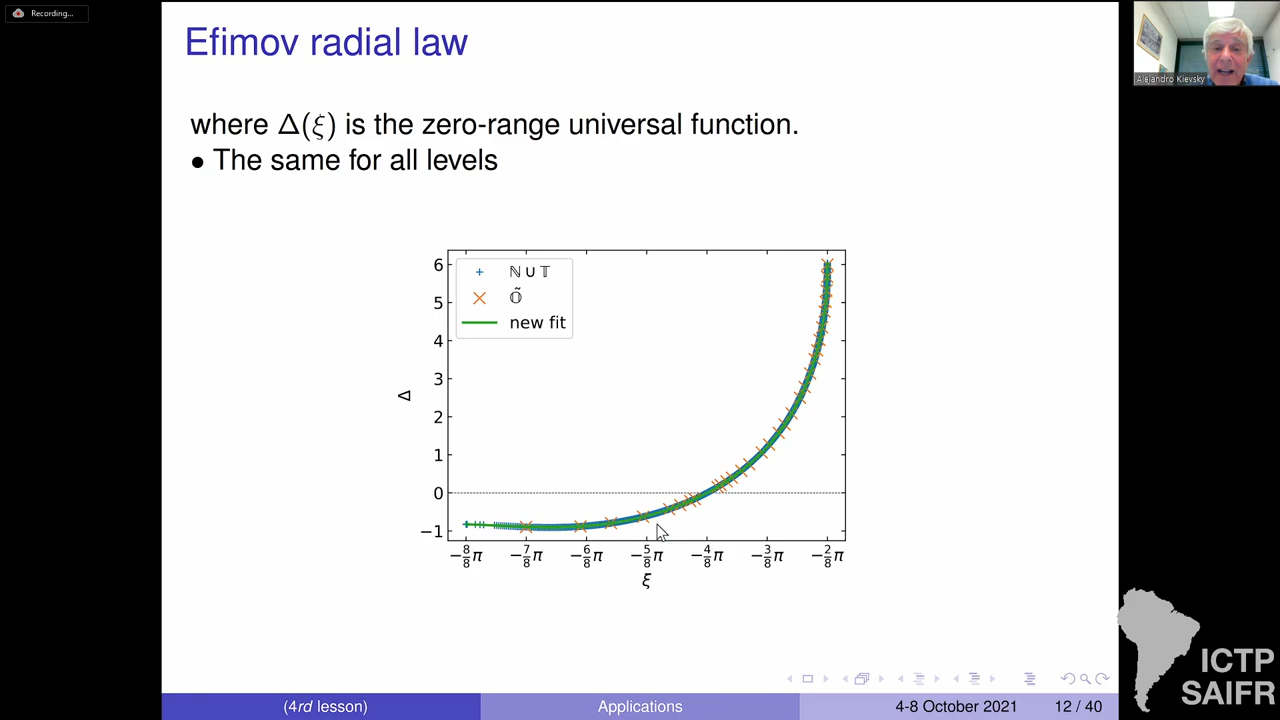 Recording...
Efimov radial law
Alejandro Kievsky
where Δ(ξ) is the zero-range universal function.
• The same for all levels
6
5
4
3
2
1
0
−1
Δ
ℕ ∪ 𝕋
𝕆̃
new fit
−8/8π −7/8π −6/8π −5/8π −4/8π −3/8π −2/8π
ξ
ICTP
SAIFR
(4rd lesson) Applications 4-8 October 2021 12 / 40